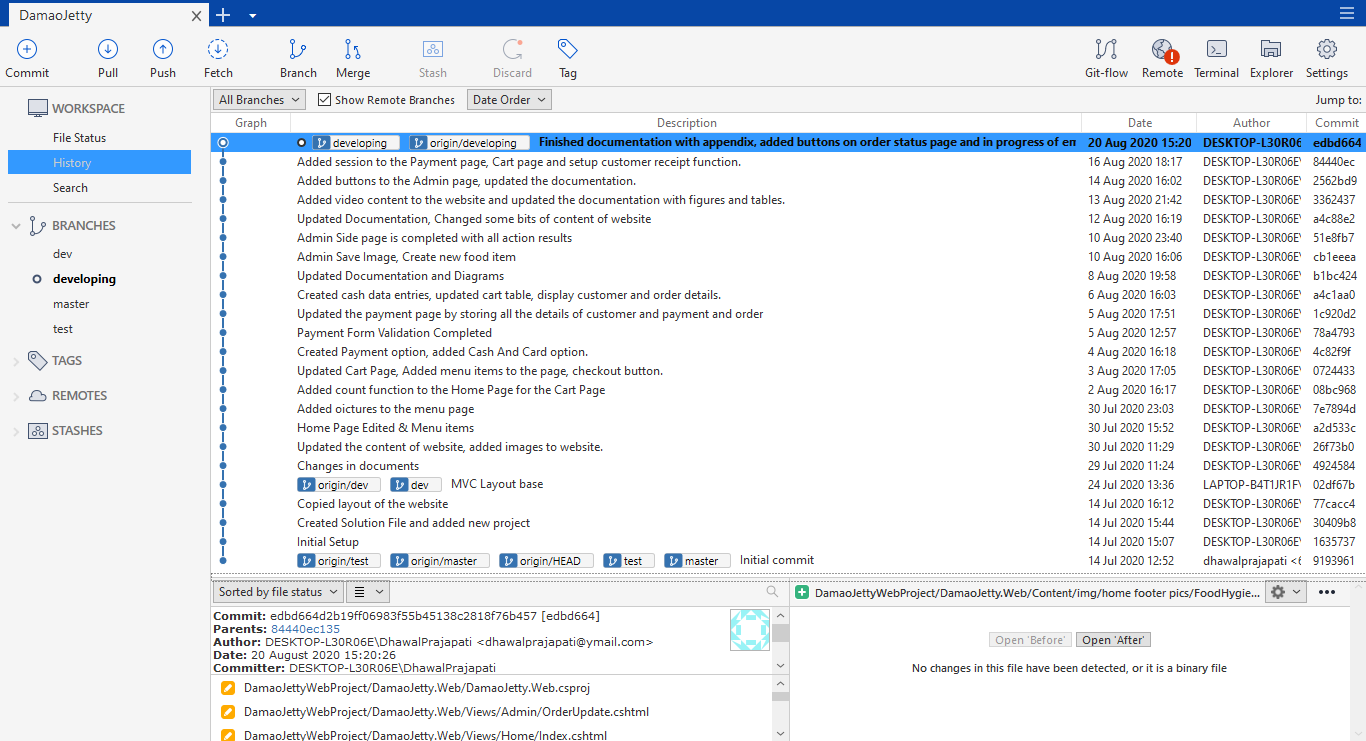 DamaoJetty
Commit Pull Push Fetch Branch Merge Stash Discard Tag Git-flow Remote Terminal Explorer Settings
WORKSPACE
File Status
History
Search
BRANCHES
dev
developing
master
test
TAGS
REMOTES
STASHES
All Branches Show Remote Branches Date Order Jump to:
Graph Description Date Author Commit
developing origin/developing Finished documentation with appendix, added buttons on order status page and in progress of em 20 Aug 2020 15:20 DESKTOP-L30R06 edbd664
Added session to the Payment page, Cart page and setup customer receipt function. 16 Aug 2020 18:17 DESKTOP-L30R06E\ 84440ec
Added buttons to the Admin page, updated the documentation. 14 Aug 2020 16:02 DESKTOP-L30R06E\ 2562bd9
Added video content to the website and updated the documentation with figures and tables. 13 Aug 2020 21:42 DESKTOP-L30R06E\ 3362437
Updated Documentation, Changed some bits of content of website 12 Aug 2020 16:19 DESKTOP-L30R06E\ a4c88e2
Admin Side page is completed with all action results 10 Aug 2020 23:40 DESKTOP-L30R06E\ 51e8fb7
Admin Save Image, Create new food item 10 Aug 2020 16:06 DESKTOP-L30R06E\ cb1eeea
Updated Documentation and Diagrams 8 Aug 2020 19:58 DESKTOP-L30R06E\ b1bc424
Created cash data entries, updated cart table, display customer and order details. 6 Aug 2020 16:03 DESKTOP-L30R06E\ a4c1aa0
Updated the payment page by storing all the details of customer and payment and order 5 Aug 2020 17:51 DESKTOP-L30R06E\ 1c920d2
Payment Form Validation Completed 5 Aug 2020 12:57 DESKTOP-L30R06E\ 78a4793
Created Payment option, added Cash And Card option. 4 Aug 2020 16:18 DESKTOP-L30R06E\ 4c82f9f
Updated Cart Page, Added menu items to the page, checkout button. 3 Aug 2020 17:05 DESKTOP-L30R06E\ 0724433
Added count function to the Home Page for the Cart Page 2 Aug 2020 16:17 DESKTOP-L30R06E\ 08bc968
Added oictures to the menu page 30 Jul 2020 23:03 DESKTOP-L30R06E\ 7e7894d
Home Page Edited & Menu items 30 Jul 2020 15:52 DESKTOP-L30R06E\ a2d533c
Updated the content of website, added images to website. 30 Jul 2020 11:29 DESKTOP-L30R06E\ 26f73b0
Changes in documents 29 Jul 2020 11:24 DESKTOP-L30R06E\ 4924584
origin/dev dev MVC Layout base 24 Jul 2020 13:36 LAPTOP-B4T1JR1F\ 02df67b
Copied layout of the website 14 Jul 2020 16:12 DESKTOP-L30R06E\ 77cacc4
Created Solution File and added new project 14 Jul 2020 15:44 DESKTOP-L30R06E\ 30409b8
Initial Setup 14 Jul 2020 15:07 DESKTOP-L30R06E\ 1635737
origin/test origin/master origin/HEAD test master Initial commit 14 Jul 2020 12:52 dhawalprajapati <6 9193961
Sorted by file status
Commit: edbd664d2b19ff06983f55b45138c2818f76b457 [edbd664]
Parents: 84440ec135
Author: DESKTOP-L30R06E\DhawalPrajapati <dhawalprajapati@ymail.com>
Date: 20 August 2020 15:20:26
Committer: DESKTOP-L30R06E\DhawalPrajapati
DamaoJettyWebProject/DamaoJetty.Web/DamaoJetty.Web.csproj
DamaoJettyWebProject/DamaoJetty.Web/Views/Admin/OrderUpdate.cshtml
DamaoJettyWebProject/DamaoJetty.Web/Views/Home/Index.cshtml
DamaoJettyWebProject/DamaoJetty.Web/Content/img/home footer pics/FoodHygie...
Open 'Before' Open 'After'
No changes in this file have been detected, or it is a binary file